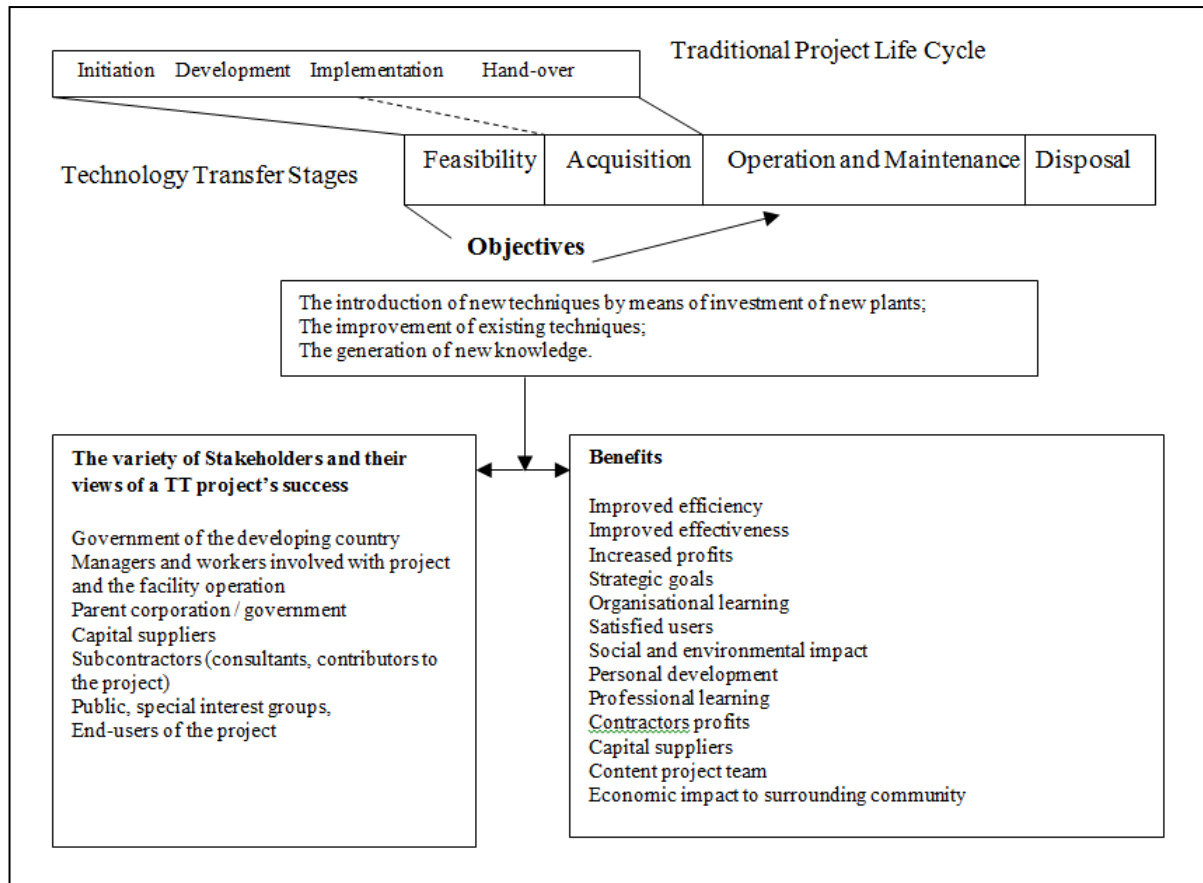 Traditional Project Life Cycle
Initiation Development Implementation Hand-over
Technology Transfer Stages
Feasibility Acquisition Operation and Maintenance Disposal
Objectives
The introduction of new techniques by means of investment of new plants;
The improvement of existing techniques;
The generation of new knowledge.
The variety of Stakeholders and their
views of a TT project's success
Government of the developing country
Managers and workers involved with project
and the facility operation
Parent corporation / government
Capital suppliers
Subcontractors (consultants, contributors to
the project)
Public, special interest groups,
End-users of the project
Benefits
Improved efficiency
Improved effectiveness
Increased profits
Strategic goals
Organisational learning
Satisfied users
Social and environmental impact
Personal development
Professional learning
Contractors profits
Capital suppliers
Content project team
Economic impact to surrounding community